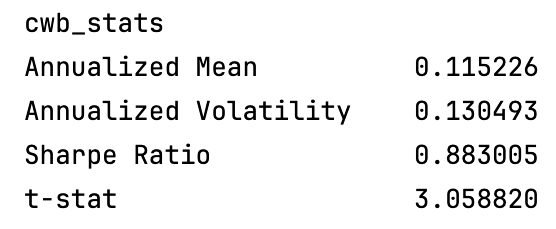 cwb_stats
Annualized Mean 0.115226
Annualized Volatility 0.130493
Sharpe Ratio 0.883005
t-stat 3.058820